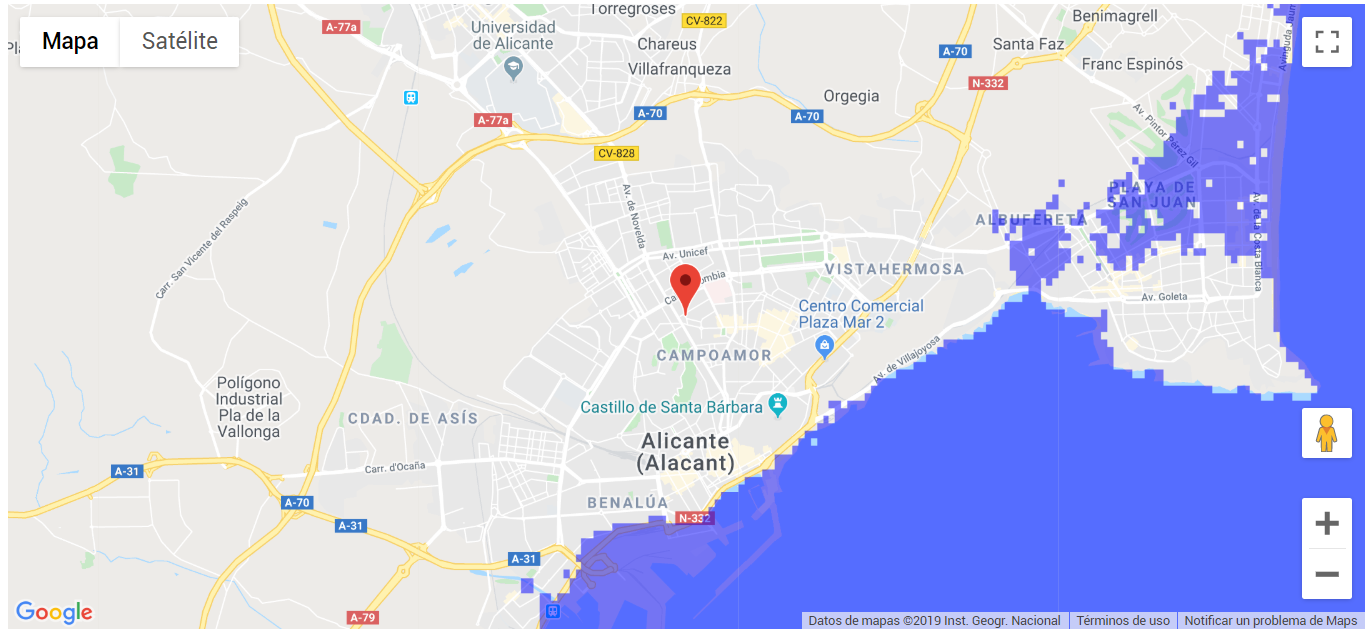 Mapa
Satélite
Torregroses
CV-822
Benimagrell
A-77a
Universidad
de Alicante
Chareus
Villafranqueza
A-70
Santa Faz
Franc Espinós
N-332
Orgegia
A-77a
A-70
A-70
CV-828
Av. Pintor Pérez Gil
Av. de Novelda
Carr. San Vicente del Raspeig
PLAYA DE
SAN JUAN
ALBUFERETA
Av. de la Costa Blanca
Av. Unicef
VISTAHERMOSA
Centro Comercial
Plaza Mar 2
Av. Goleta
CAMPOAMOR
Av. de Villajoyosa
Polígono
Industrial
Pla de la
Vallonga
CDAD. DE ASÍS
Castillo de Santa Bárbara
Alicante
(Alacant)
A-31
Carr. d'Ocaña
A-70
BENALÚA
N-332
A-31
A-31
A-79
Google
Datos de mapas ©2019 Inst. Geogr. Nacional
Términos de uso
Notificar un problema de Maps